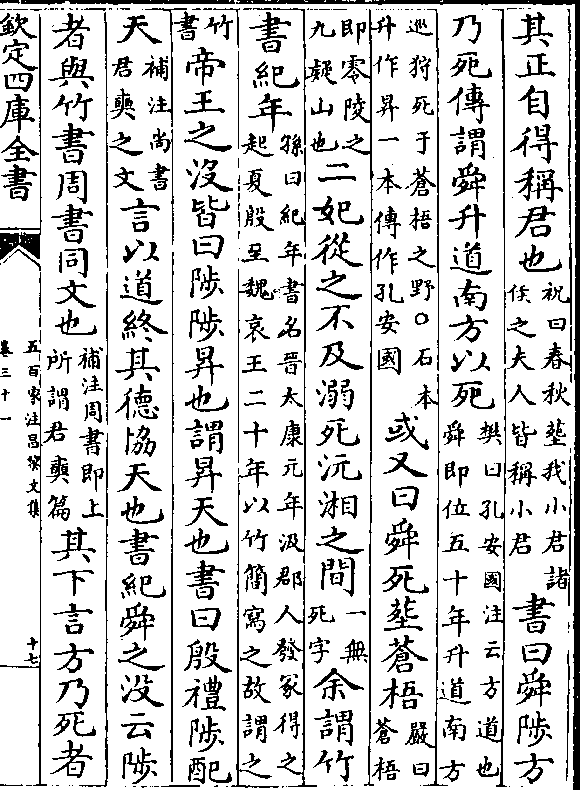 其正自得稱君也
祝曰春秋塟我小君諸
侯之夫人皆稱小君
書曰舜陟方
乃死傳謂舜升道南方以死
樊曰孔安國注云方道也
舜即位五十年升道南方
巡狩死于蒼梧之野○石本
升作昇一本傳作孔安國
或又曰舜死塟蒼梧
嚴曰
蒼梧
即零陵之
九疑山也
二妃從之不及溺死沅湘之間
一無
死字
余謂竹
書紀年
孫曰紀年書名晉太康元年汲郡人發冢得之
起夏殷至魏哀王二十年以竹簡寫之故謂之
竹
書
帝王之沒皆曰陟陟昇也謂昇天也書曰殷禮陟配
天
補注尚書
君奭之文
言以道終其德協天也書紀舜之沒云陟
者與竹書周書同文也
補注周書即上
所謂君奭篇
其下言方乃死者
欽定四庫全書
五百家注昌黎文集
卷三十一
十七